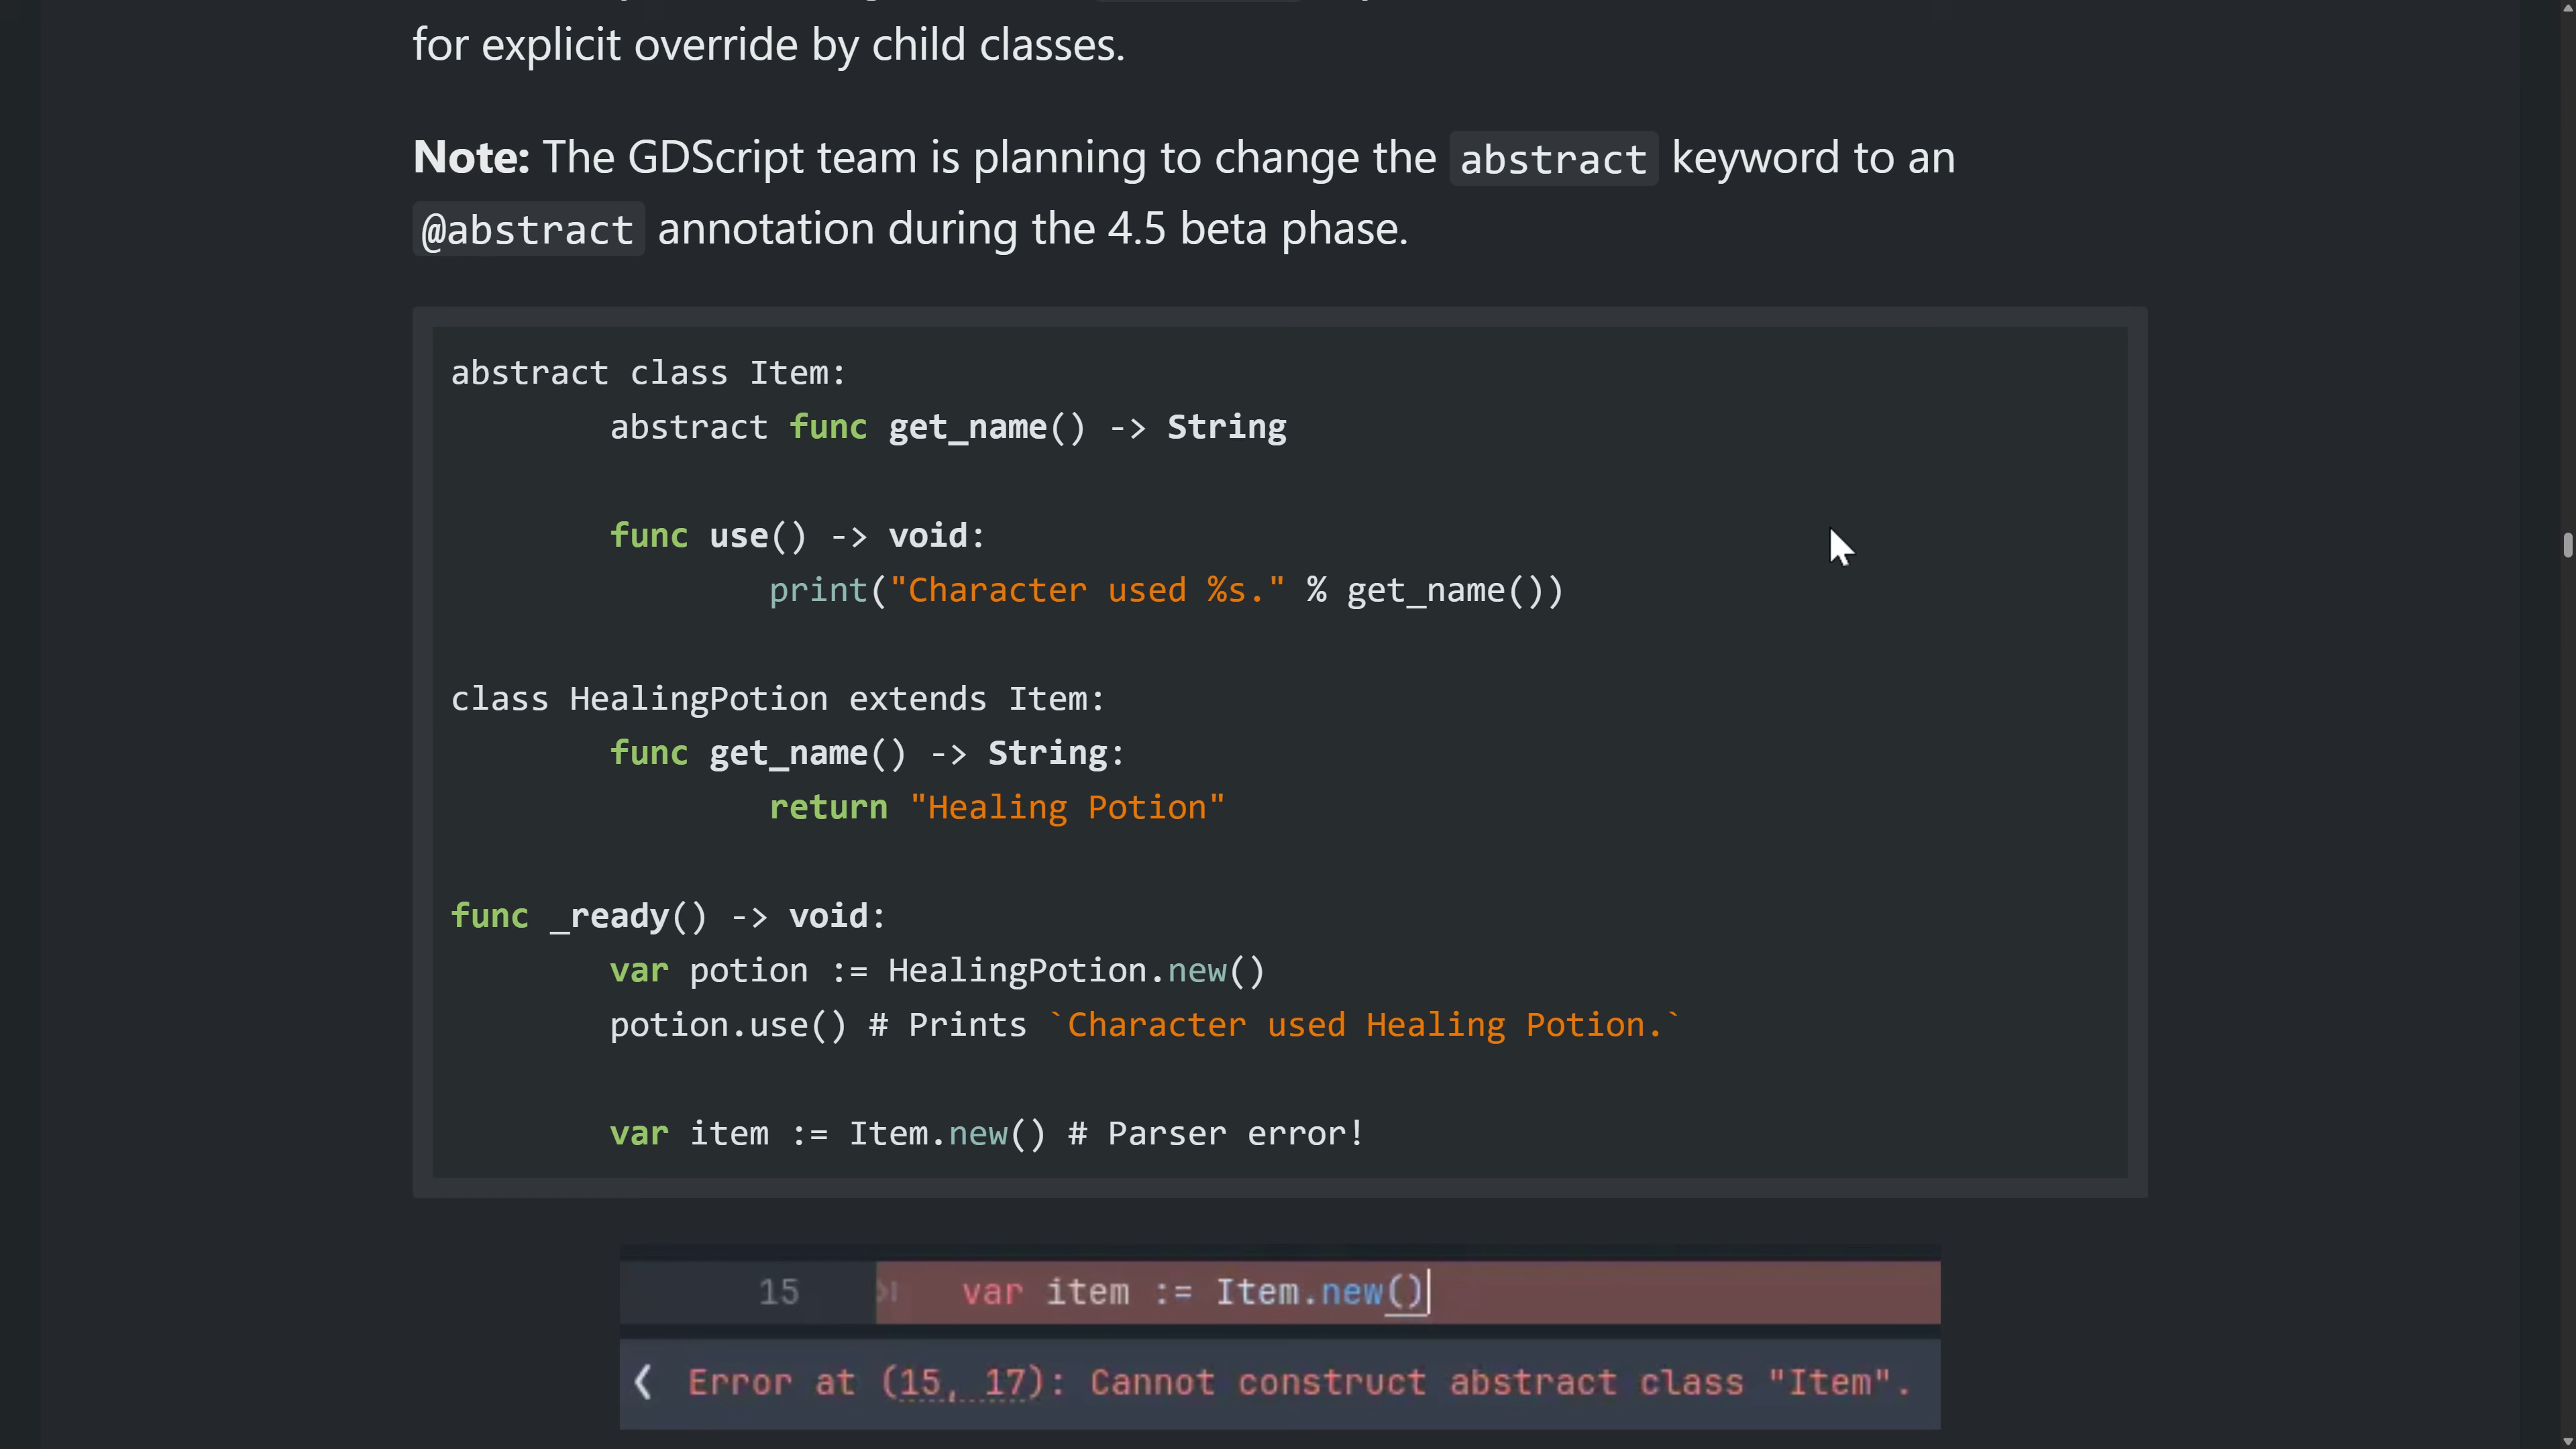 for explicit override by child classes.
Note: The GDScript team is planning to change the abstract keyword to an
@abstract annotation during the 4.5 beta phase.
abstract class Item:
        abstract func get_name() -> String
        func use() -> void:
                print("Character used %s." % get_name())
class HealingPotion extends Item:
        func get_name() -> String:
                return "Healing Potion"
func _ready() -> void:
        var potion := HealingPotion.new()
        potion.use() # Prints `Character used Healing Potion.`
        var item := Item.new() # Parser error!
15 var item := Item.new()
Error at (15, 17): Cannot construct abstract class "Item".